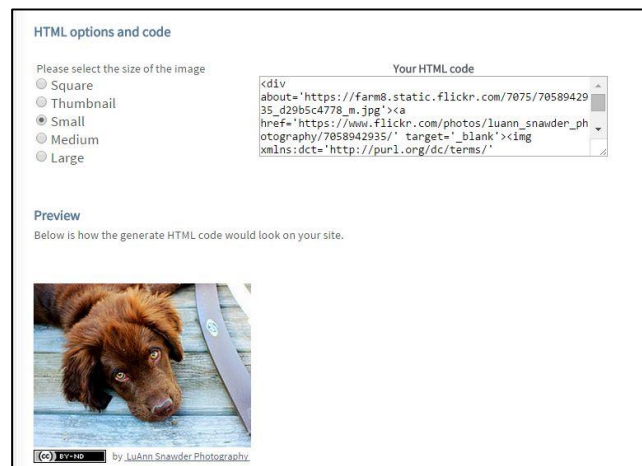 HTML options and code
Please select the size of the image
Square
Thumbnail
Small
Medium
Large
Your HTML code
<div
about='https://farm8.static.flickr.com/7075/70589429
35_d29b5c4778_m.jpg'><a
href='https://www.flickr.com/photos/luann_snawder_ph
otography/7058942935/' target='_blank'><img
xmlns:dct='http://purl.org/dc/terms/'
Preview
Below is how the generate HTML code would look on your site.
(cc) BY-ND by LuAnn Snawder Photography